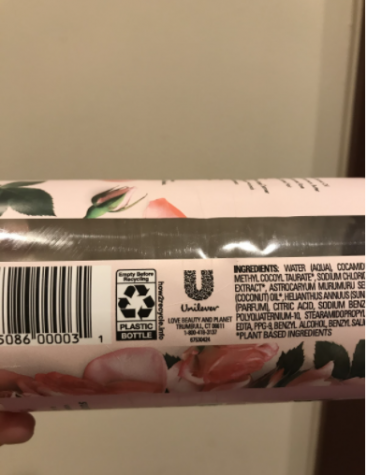 INGREDIENTS: WATER (AQUA), COCAMID
METHYL COCOYL TAURATE*, SODIUM CHLORI
EXTRACT*, ASTROCARYUM MURUMURU SE
(COCONUT) OIL*, HELIANTHUS ANNUUS (SUN
(PARFUM), CITRIC ACID, SODIUM BENZ
POLYQUATERNIUM-10, STEARAMIDOPROPYL
EDTA, PPG-9, BENZYL ALCOHOL, BENZYL SALI
*PLANT BASED INGREDIENTS
Empty Before
Recycling
PLASTIC
BOTTLE
how2recycle.info
Unilever
LOVE BEAUTY AND PLANET
TRUMBULL, CT 06611
5086 00003 1